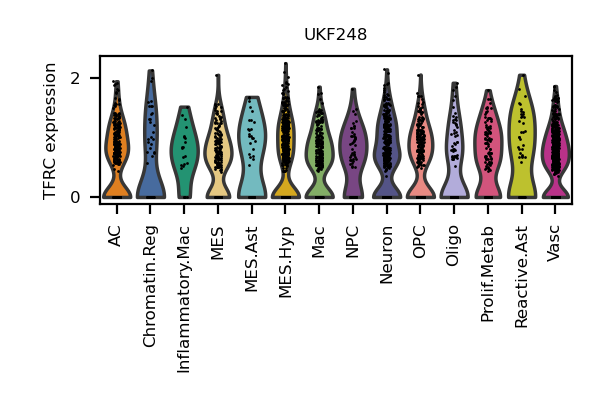 UKF248
TFRC expression
2
0
AC
Chromatin.Reg
Inflammatory.Mac
MES
MES.Ast
MES.Hyp
Mac
NPC
Neuron
OPC
Oligo
Prolif.Metab
Reactive.Ast
Vasc